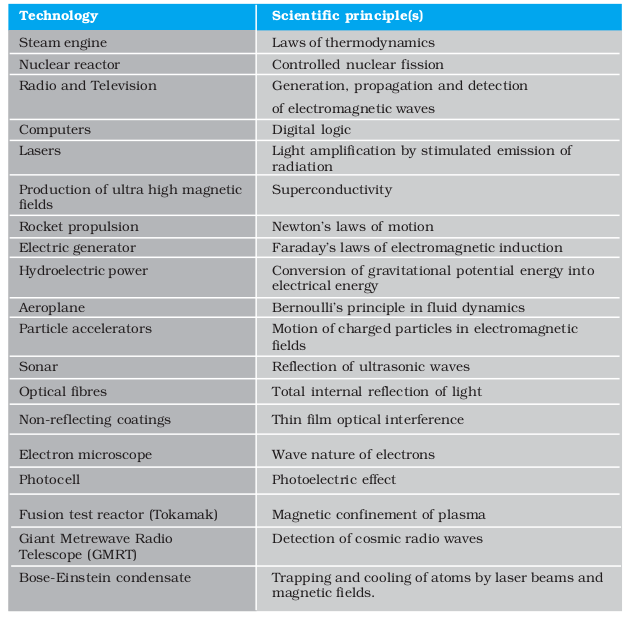 Technology Scientific principle(s)
Steam engine Laws of thermodynamics
Nuclear reactor Controlled nuclear fission
Radio and Television Generation, propagation and detection
of electromagnetic waves
Computers Digital logic
Lasers Light amplification by stimulated emission of
radiation
Production of ultra high magnetic Superconductivity
fields
Rocket propulsion Newton's laws of motion
Electric generator Faraday's laws of electromagnetic induction
Hydroelectric power Conversion of gravitational potential energy into
electrical energy
Aeroplane Bernoulli's principle in fluid dynamics
Particle accelerators Motion of charged particles in electromagnetic
fields
Sonar Reflection of ultrasonic waves
Optical fibres Total internal reflection of light
Non-reflecting coatings Thin film optical interference
Electron microscope Wave nature of electrons
Photocell Photoelectric effect
Fusion test reactor (Tokamak) Magnetic confinement of plasma
Giant Metrewave Radio Detection of cosmic radio waves
Telescope (GMRT)
Bose-Einstein condensate Trapping and cooling of atoms by laser beams and
magnetic fields.